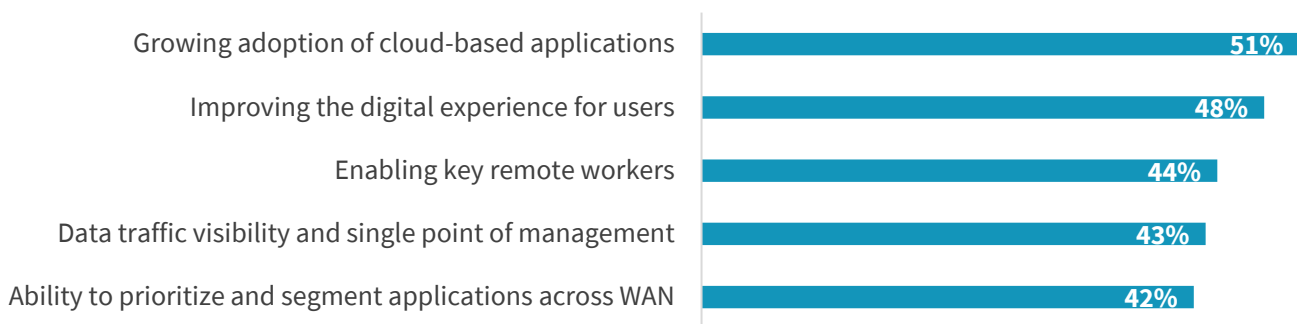 Growing adoption of cloud-based applications 51%
Improving the digital experience for users 48%
Enabling key remote workers 44%
Data traffic visibility and single point of management 43%
Ability to prioritize and segment applications across WAN 42%